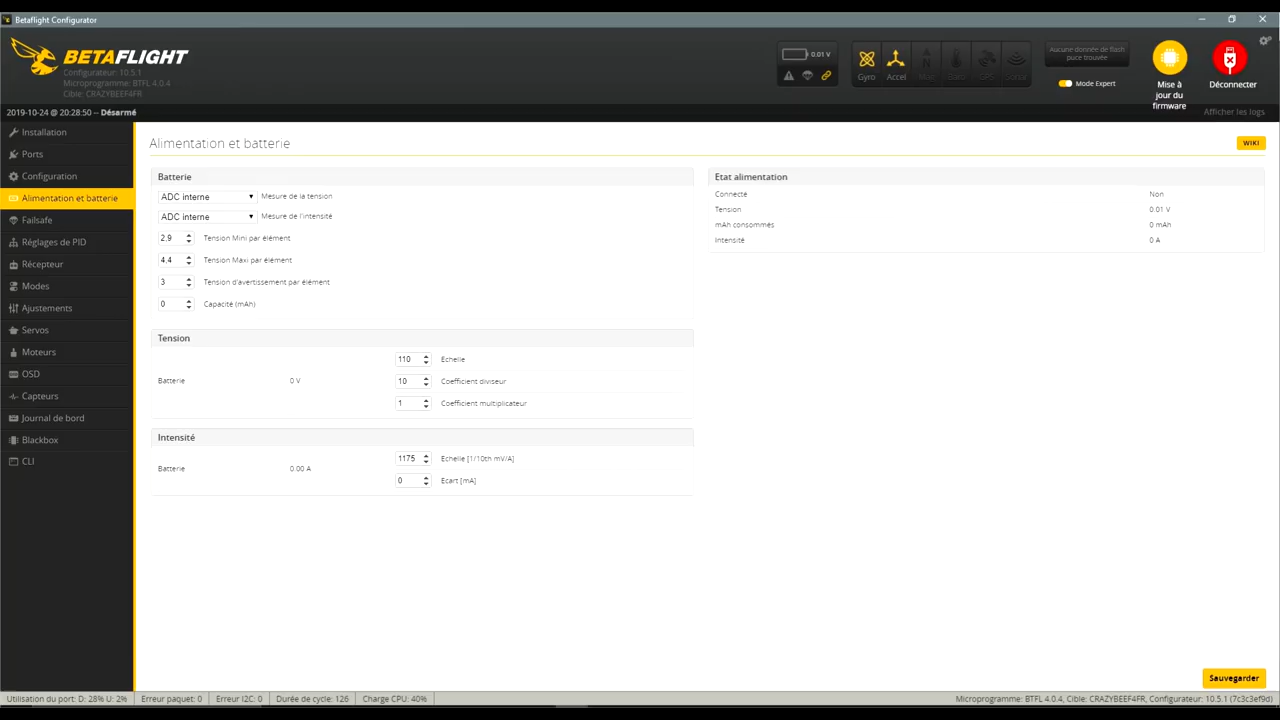 Betaflight Configurator
BETAFLIGHT
Configurateur: 10.5.1
Microprogramme: BTFL 4.0.4
Cible: CRAZYBEEF4FR
0.01 V
Gyro
Accel
Mag
Baro
GPS
Sonar
Aucune donnée de flash
puce trouvée
Mode Expert
Mise à
jour du
firmware
Déconnecter
2019-10-24 @ 20:28:50 -- Désarmé
Afficher les logs
Installation
Ports
Configuration
Alimentation et batterie
Failsafe
Réglages de PID
Récepteur
Modes
Ajustements
Servos
Moteurs
OSD
Capteurs
Journal de bord
Blackbox
CLI
Alimentation et batterie
WIKI
Batterie
ADC interne Mesure de la tension
ADC interne Mesure de l'intensité
2.9 Tension Mini par élément
4.4 Tension Maxi par élément
3 Tension d'avertissement par élément
0 Capacité (mAh)
Tension
Batterie 0 V
110 Echelle
10 Coefficient diviseur
1 Coefficient multiplicateur
Intensité
Batterie 0.00 A
1175 Echelle [1/10th mV/A]
0 Ecart [mA]
Etat alimentation
Connecté Non
Tension 0.01 V
mAh consommés 0 mAh
Intensité 0 A
Sauvegarder
Utilisation du port: D: 28% U: 2% Erreur paquet: 0 Erreur I2C: 0 Durée de cycle: 126 Charge CPU: 40% Microprogramme: BTFL 4.0.4, Cible: CRAZYBEEF4FR, Configurateur: 10.5.1 (7c3c3ef9d)